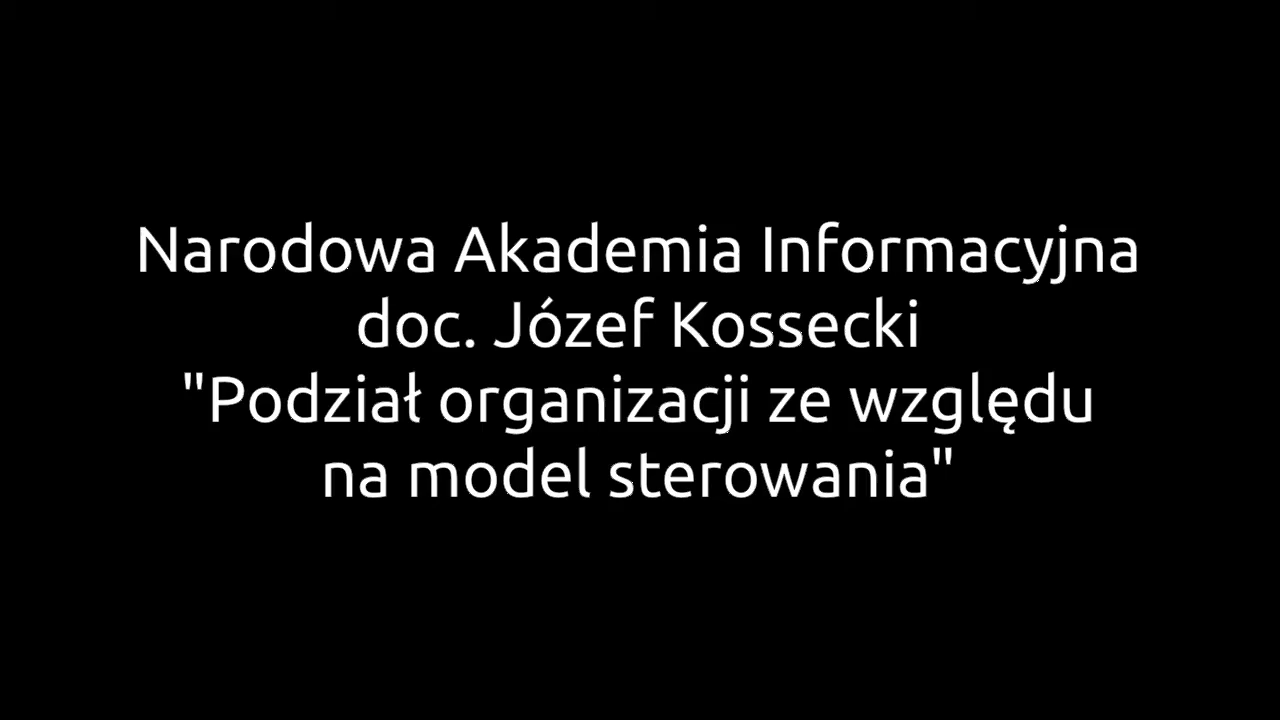 Narodowa Akademia Informacyjna
doc. Józef Kossecki
"Podział organizacji ze względu
na model sterowania"